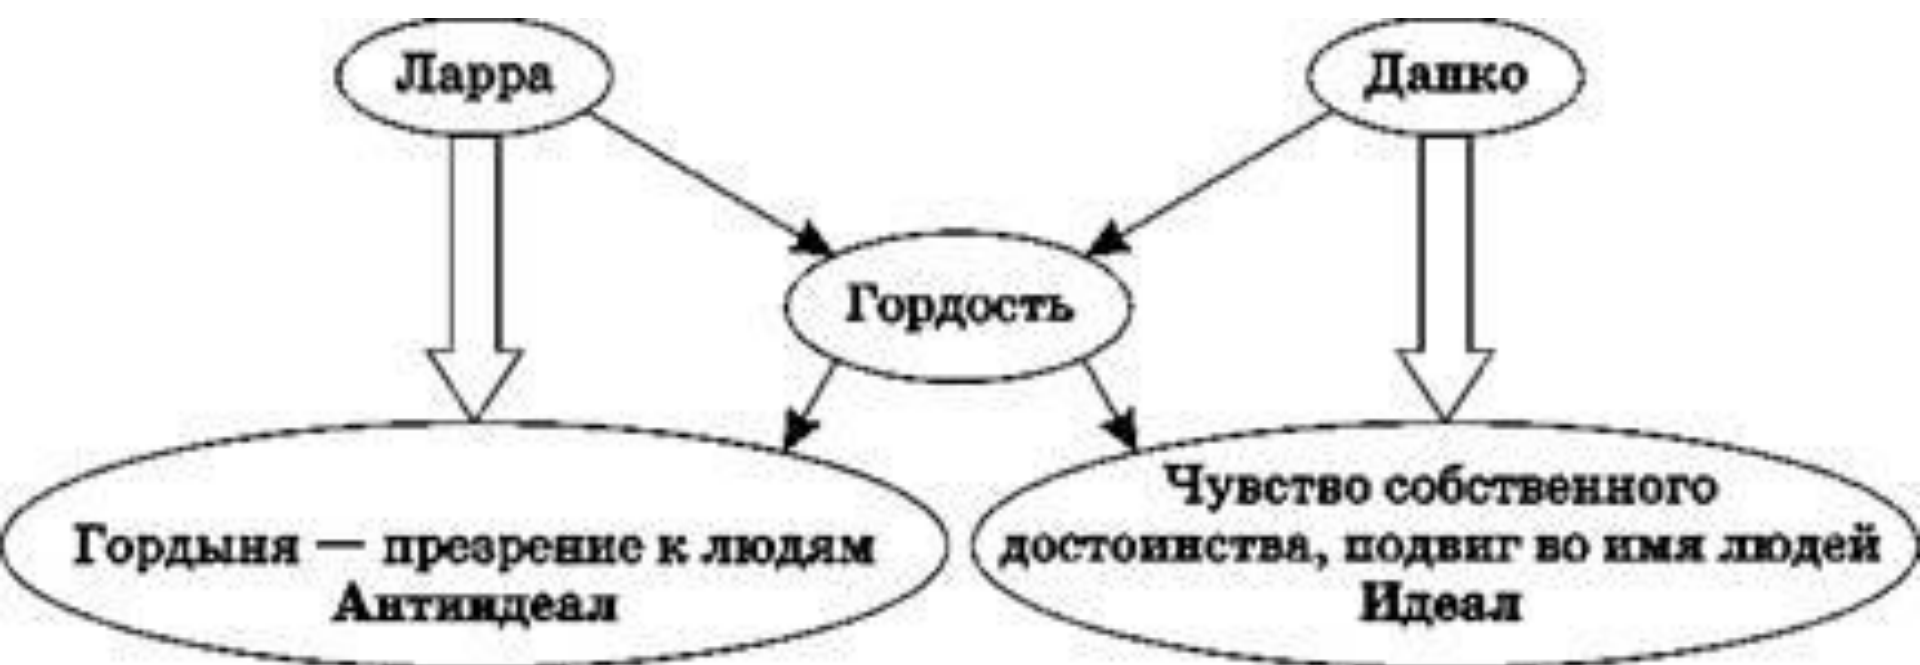 Ларра
Данко
Гордость
Гордыня — презрение к людям
Антиидеал
Чувство собственного
достоинства, подвиг во имя людей
Идеал